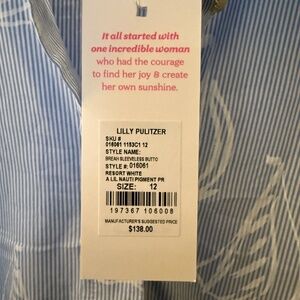 It all started with
one incredible woman
who had the courage
to find her joy & create
her own sunshine.
LILLY PULITZER
SKU #
016061 1153C1 12
STYLE NAME:
BREAH SLEEVELESS BUTTO
STYLE #: 016061
RESORT WHITE
A LIL NAUTI PIGMENT PR
SIZE: 12
197367 106008
MANUFACTURER'S SUGGESTED PRICE
$138.00